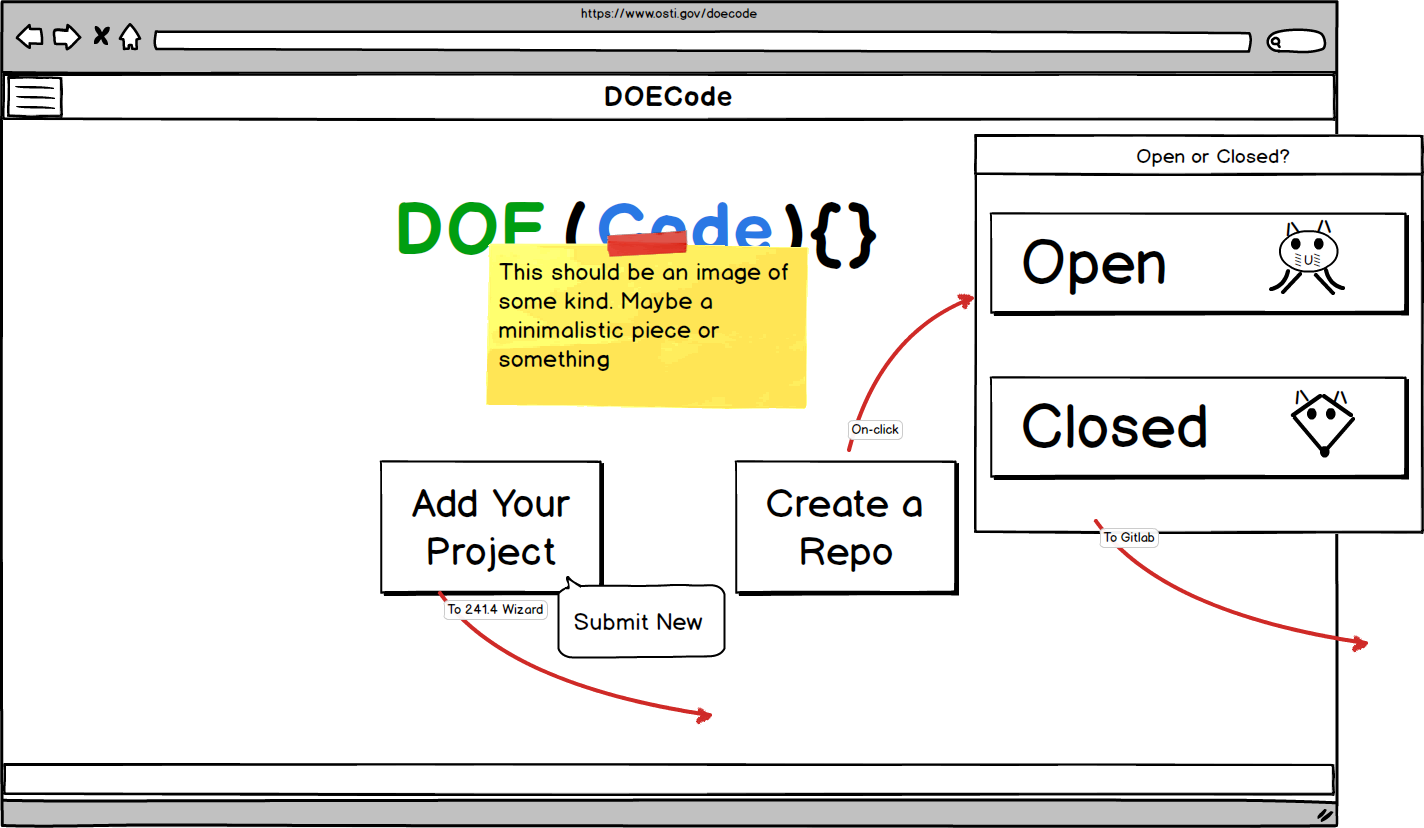 https://www.osti.gov/doecode
DOECode
Open or Closed?
DOE (Code){}
This should be an image of
some kind. Maybe a
minimalistic piece or
something
Open
On-click
Closed
Add Your
Project
Create a
Repo
To Gitlab
To 241.4 Wizard
Submit New